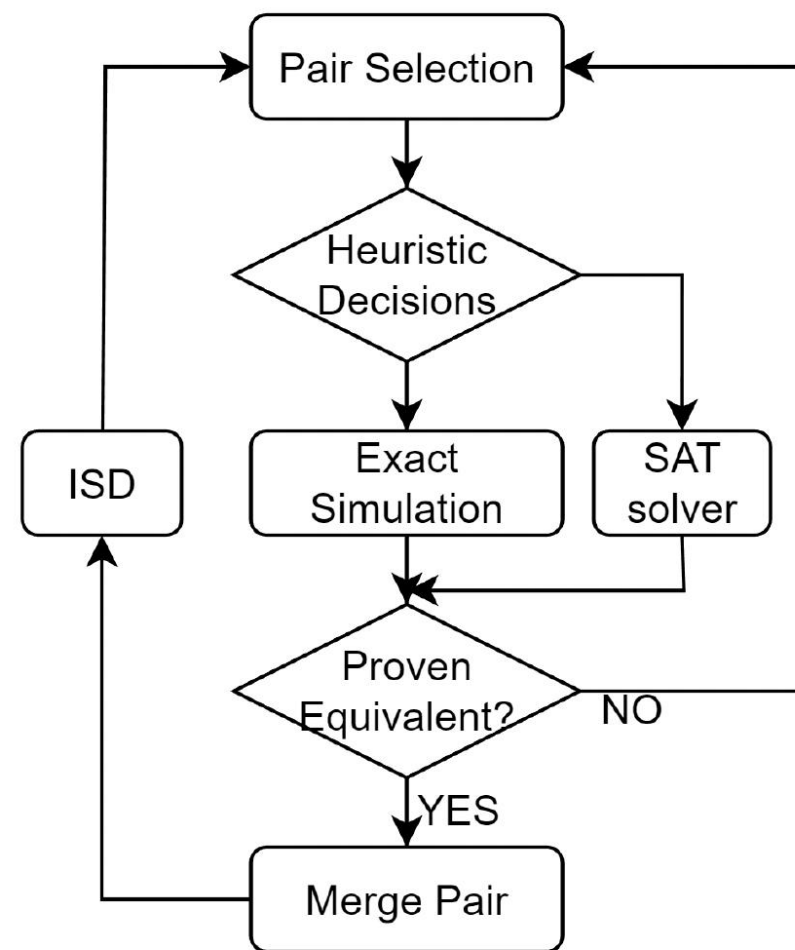 Pair Selection
Heuristic
Decisions
ISD
Exact
Simulation
SAT
solver
Proven
Equivalent?
NO
YES
Merge Pair